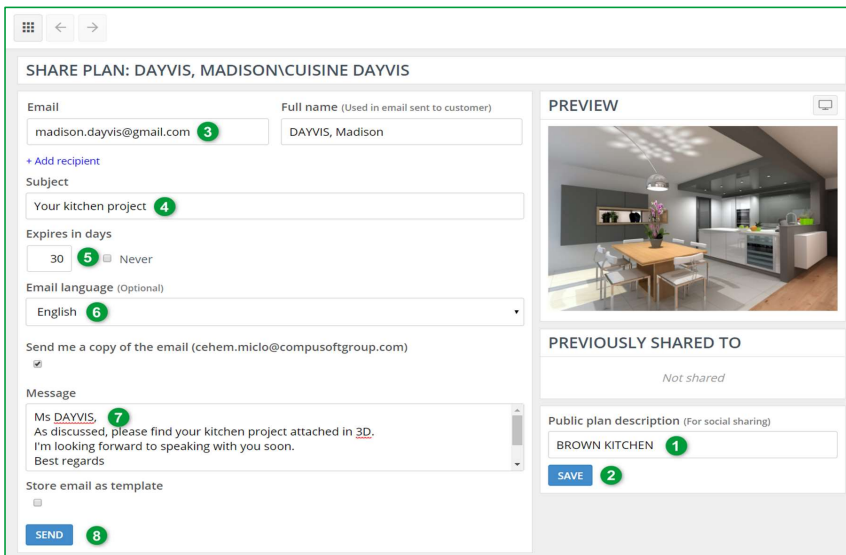 SHARE PLAN: DAYVIS, MADISON\CUISINE DAYVIS
Email
Full name (Used in email sent to customer)
madison.dayvis@gmail.com 3
DAYVIS, Madison
+ Add recipient
Subject
Your kitchen project 4
Expires in days
30 5 Never
Email language (Optional)
English 6
Send me a copy of the email (cehem.miclo@compusoftgroup.com)
Message
Ms DAYVIS, 7
As discussed, please find your kitchen project attached in 3D.
I'm looking forward to speaking with you soon.
Best regards
Store email as template
SEND 8
PREVIEW
PREVIOUSLY SHARED TO
Not shared
Public plan description (For social sharing)
BROWN KITCHEN 1
SAVE 2